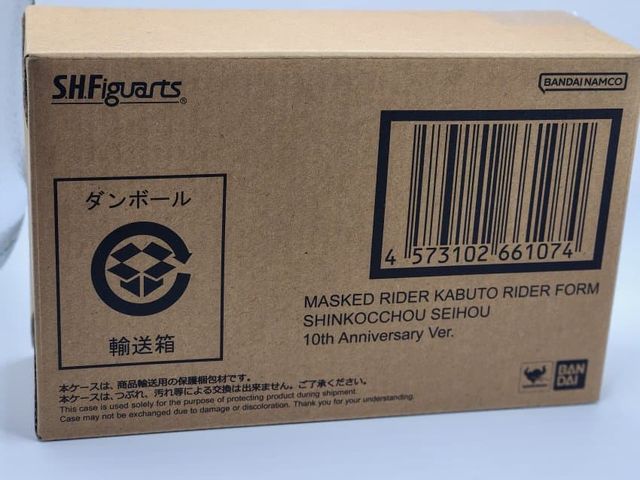 S.H.Figuarts®
BANDAI NAMCO
ダンボール
輸送箱
4 573102 661074
MASKED RIDER KABUTO RIDER FORM
SHINKOCCHOU SEIHOU
10th Anniversary Ver.
本ケースは、商品輸送用の保護梱包材です。
本ケースは、つぶれ、汚れ等による交換は出来ません。ご了承ください。
This case is used solely for the purpose of protecting product during shipment.
Case may not be exchanged due to damage or discoloration. Thank you for your understanding.
BAN
DAI